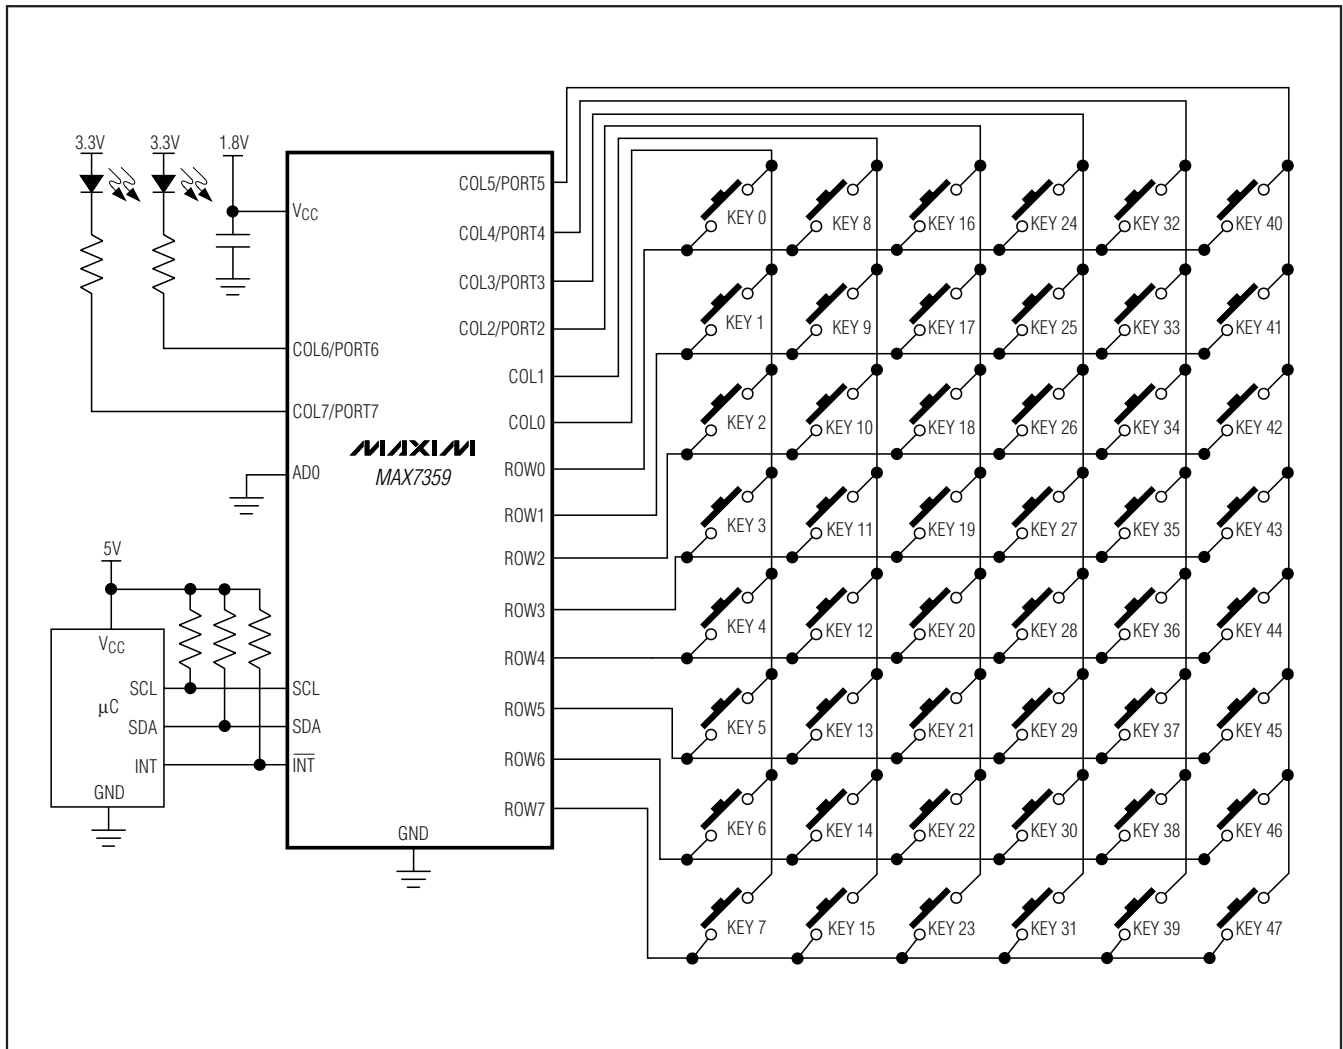 3.3V
3.3V
1.8V
VCC
COL6/PORT6
COL7/PORT7
AD0
MAXIM
MAX7359
COL5/PORT5
COL4/PORT4
COL3/PORT3
COL2/PORT2
COL1
COL0
ROW0
ROW1
ROW2
ROW3
ROW4
ROW5
ROW6
ROW7
SCL
SDA
INT
GND
5V
VCC
µC
SCL
SDA
INT
GND
KEY 0 KEY 8 KEY 16 KEY 24 KEY 32 KEY 40
KEY 1 KEY 9 KEY 17 KEY 25 KEY 33 KEY 41
KEY 2 KEY 10 KEY 18 KEY 26 KEY 34 KEY 42
KEY 3 KEY 11 KEY 19 KEY 27 KEY 35 KEY 43
KEY 4 KEY 12 KEY 20 KEY 28 KEY 36 KEY 44
KEY 5 KEY 13 KEY 21 KEY 29 KEY 37 KEY 45
KEY 6 KEY 14 KEY 22 KEY 30 KEY 38 KEY 46
KEY 7 KEY 15 KEY 23 KEY 31 KEY 39 KEY 47